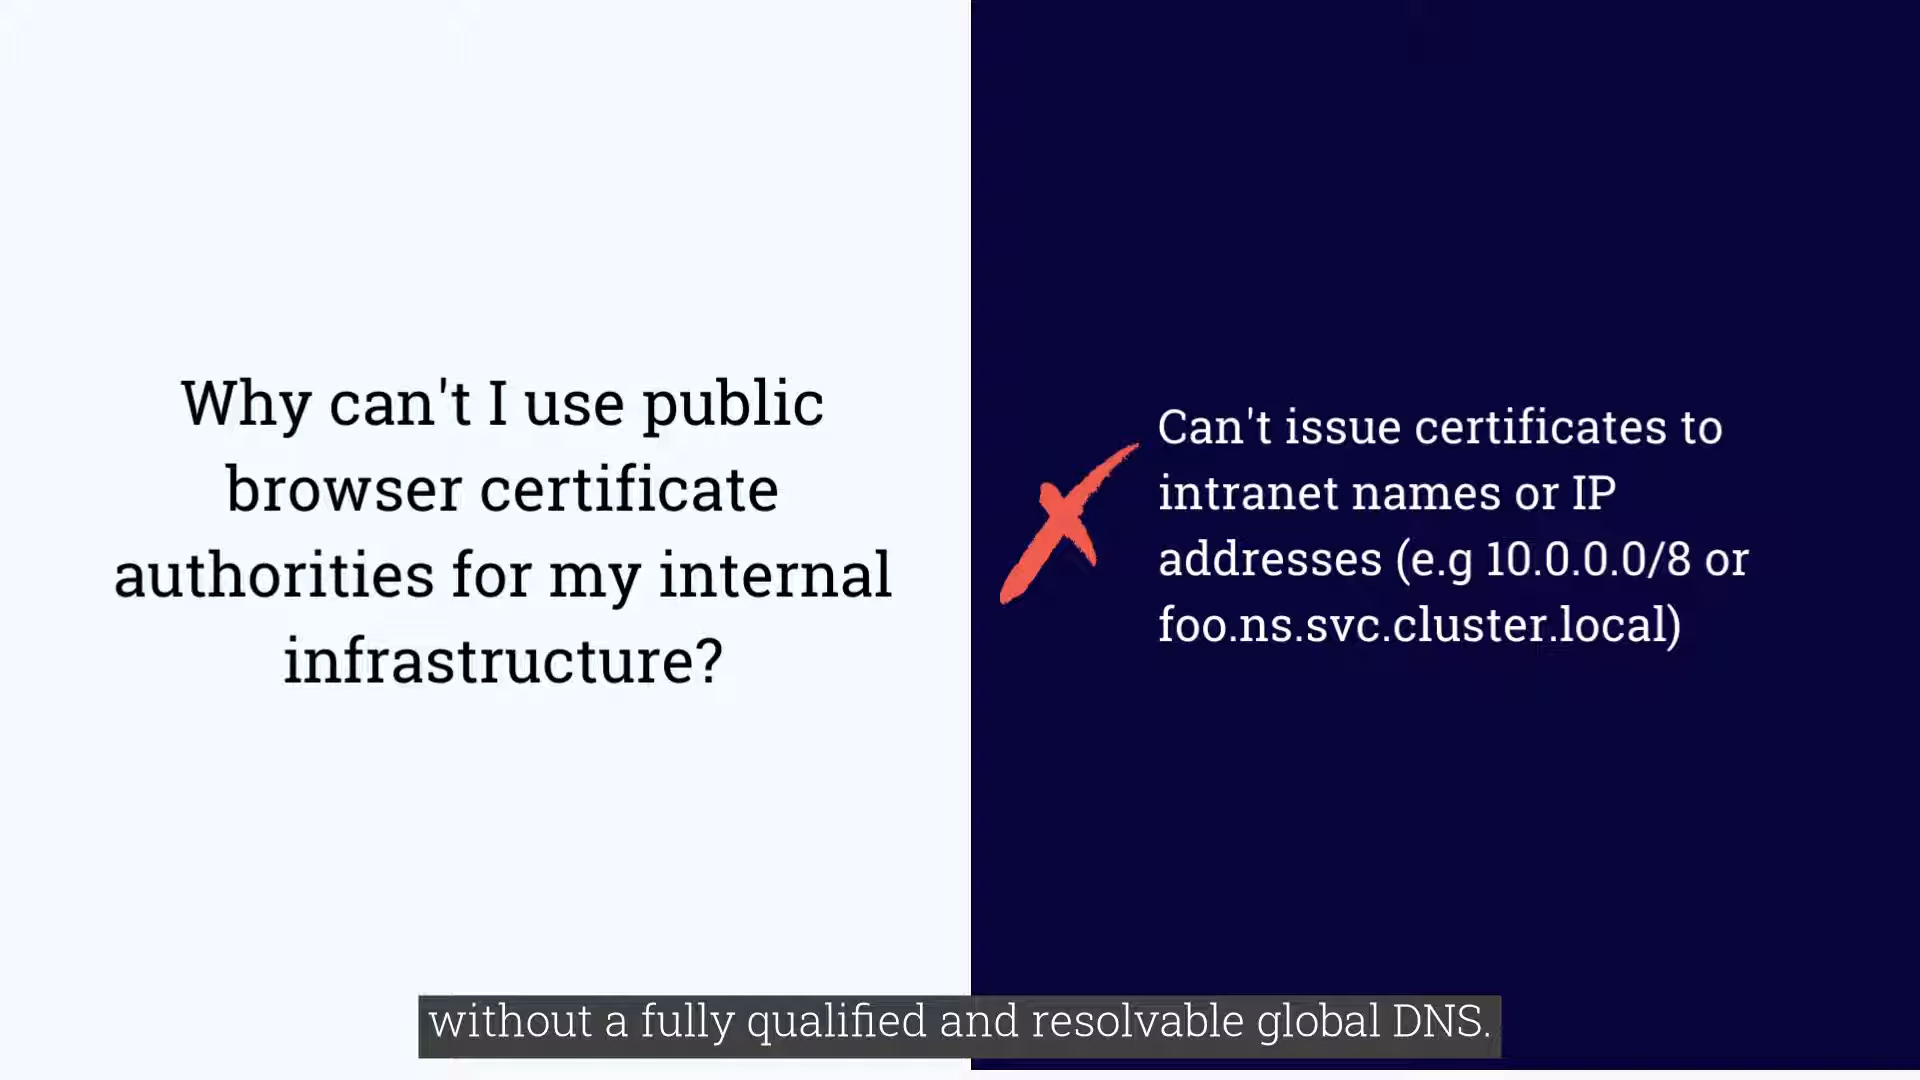 Why can't I use public
browser certificate
authorities for my internal
infrastructure?
Can't issue certificates to
intranet names or IP
addresses (e.g 10.0.0.0/8 or
foo.ns.svc.cluster.local)
without a fully qualified and resolvable global DNS.